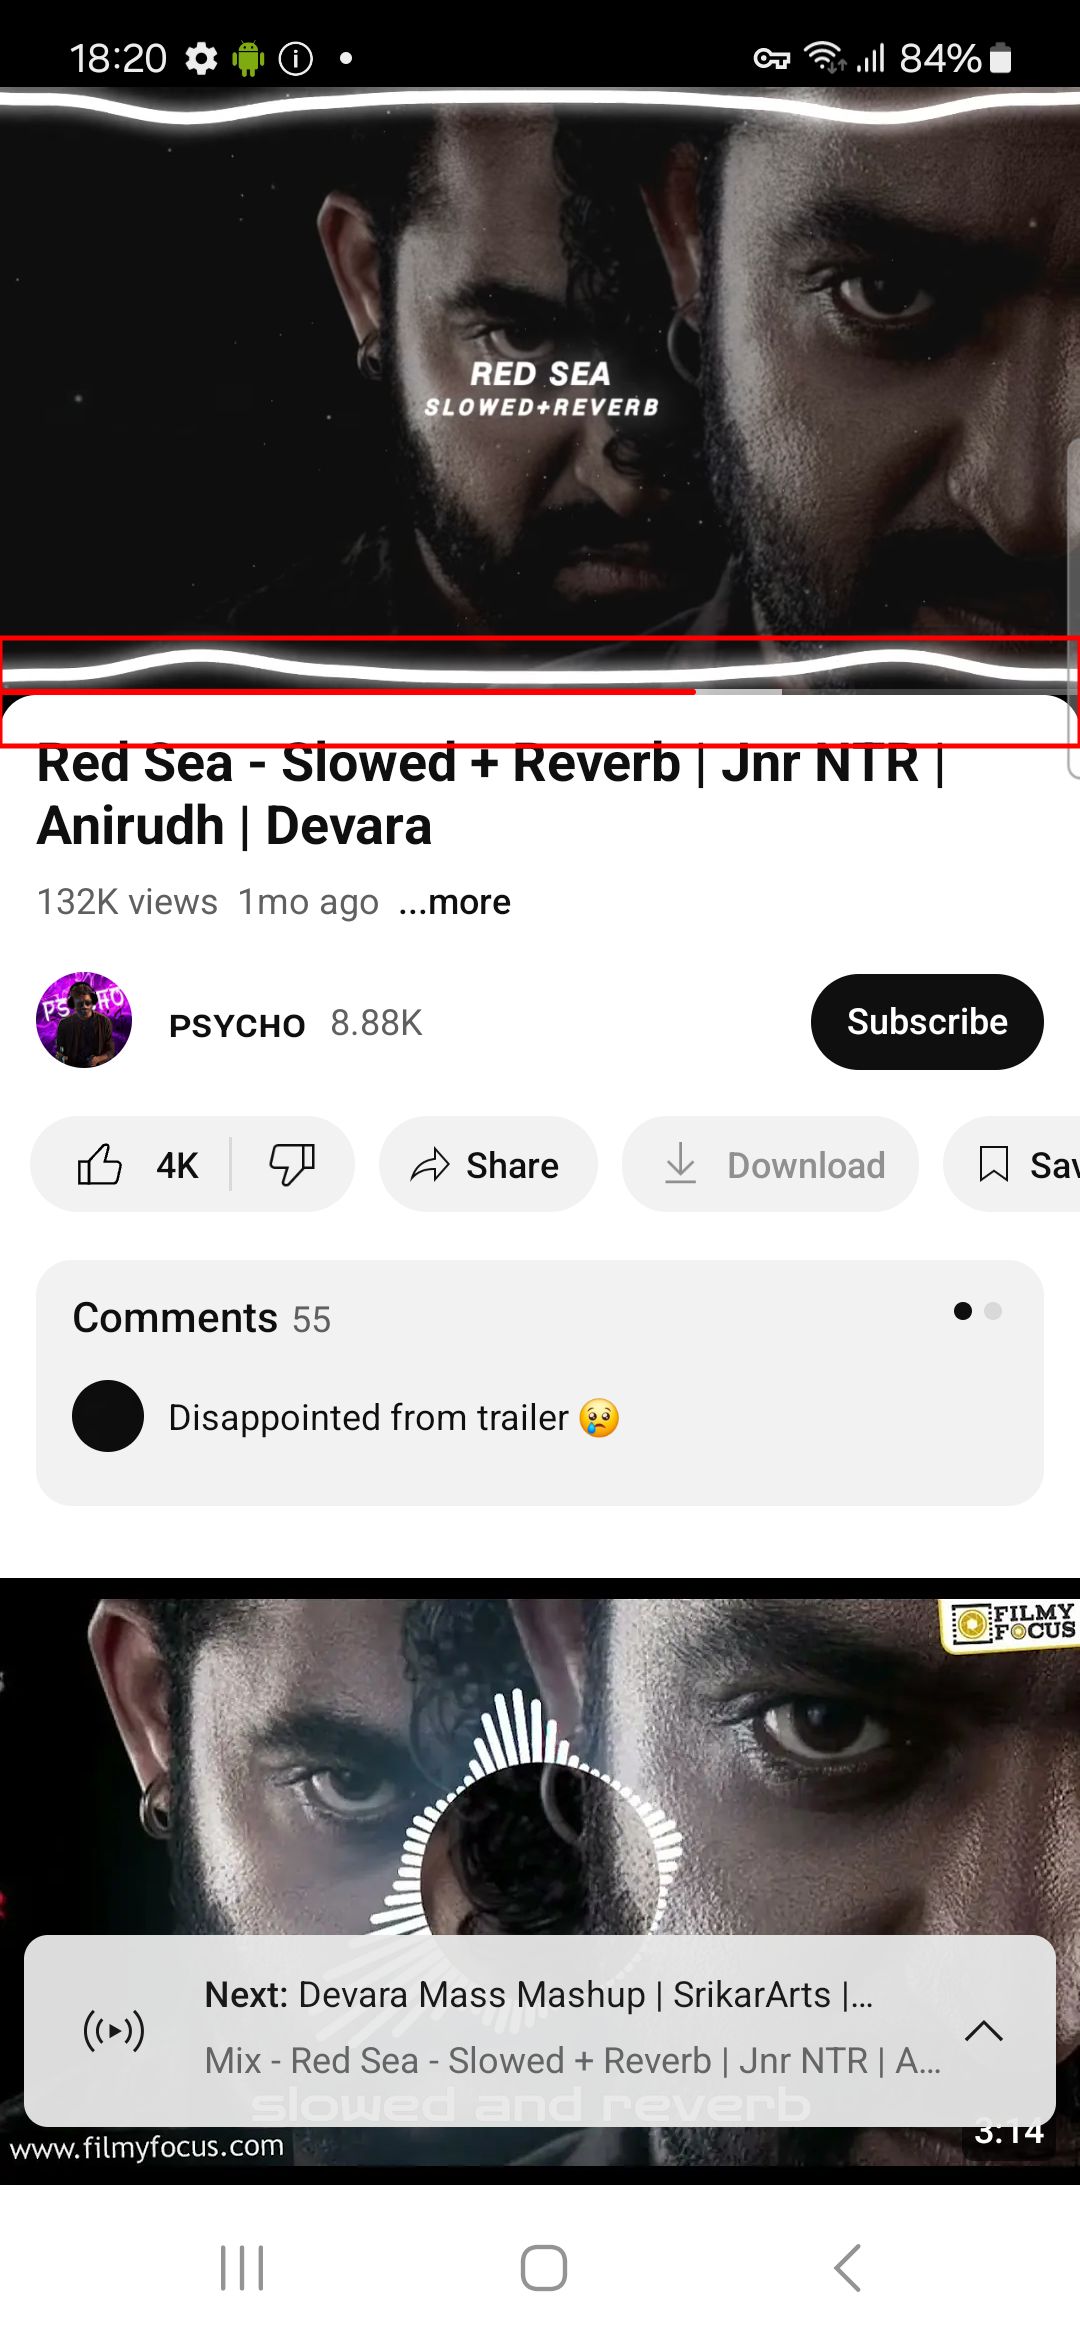 18:20
84%
RED SEA
SLOWED+REVERB
Red Sea - Slowed + Reverb | Jnr NTR |
Anirudh | Devara
132K views 1mo ago ...more
PSYCHO 8.88K
Subscribe
4K
Share
Download
Sav
Comments 55
Disappointed from trailer 😢
FILMY
FOCUS
Next: Devara Mass Mashup | SrikarArts |...
Mix - Red Sea - Slowed + Reverb | Jnr NTR | A...
slowed and reverb
3:14
www.filmyfocus.com